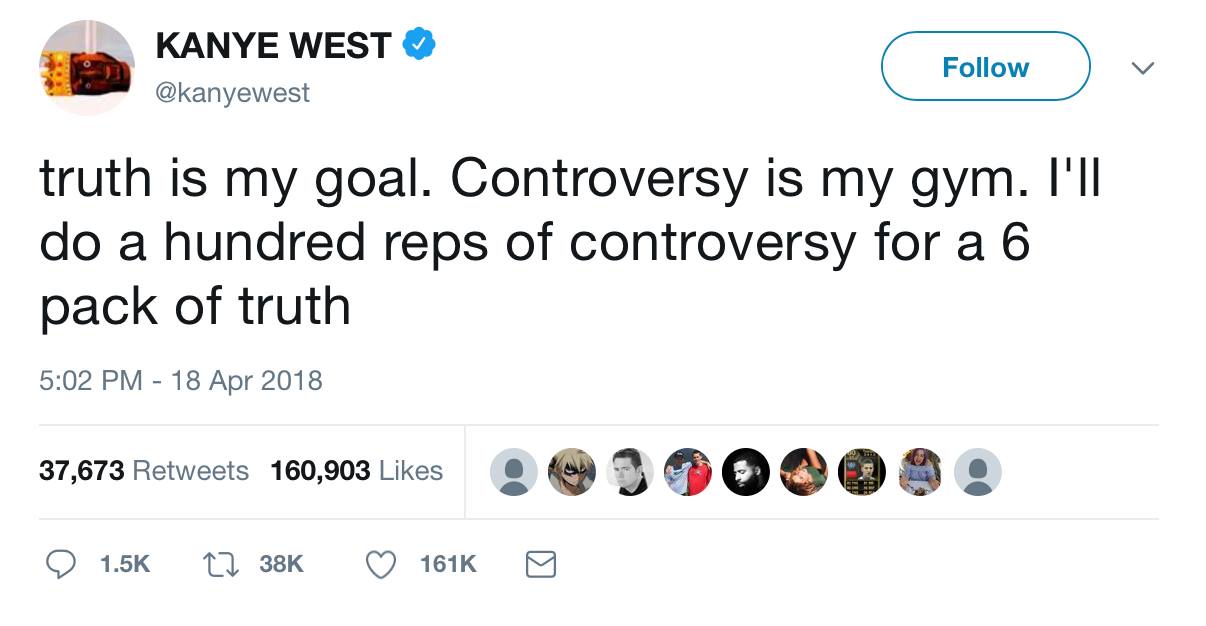 KANYE WEST
@kanyewest
Follow
truth is my goal. Controversy is my gym. I'll
do a hundred reps of controversy for a 6
pack of truth
5:02 PM - 18 Apr 2018
37,673 Retweets 160,903 Likes
1.5K 38K 161K